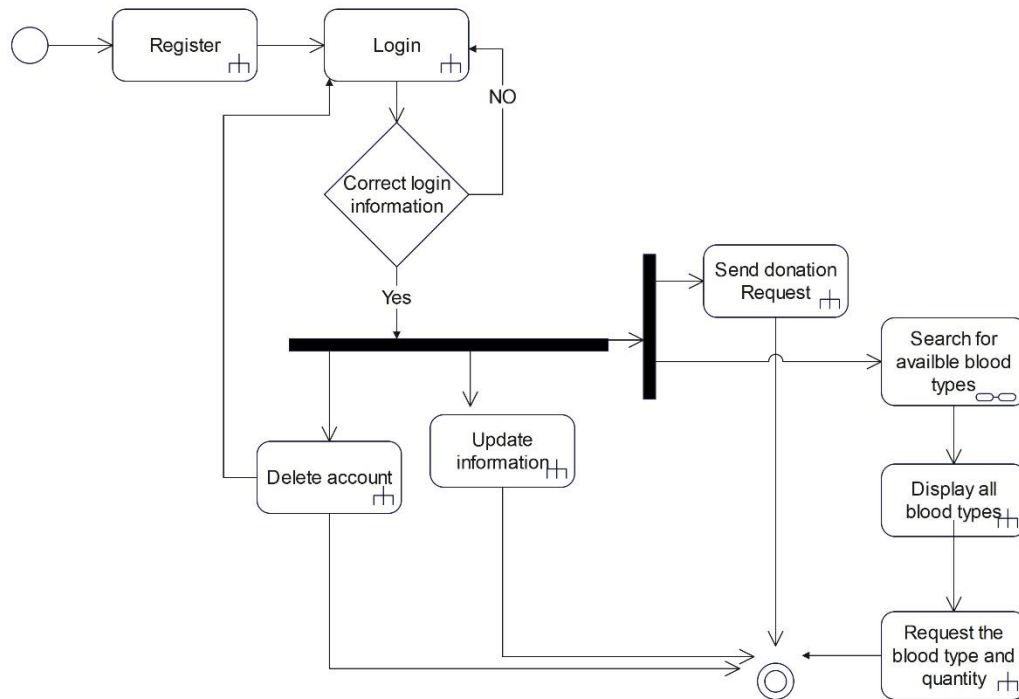 Register
Login
NO
Correct login
information
Yes
Send donation
Request
Search for
availble blood
types
Update
information
Delete account
Display all
blood types
Request the
blood type and
quantity